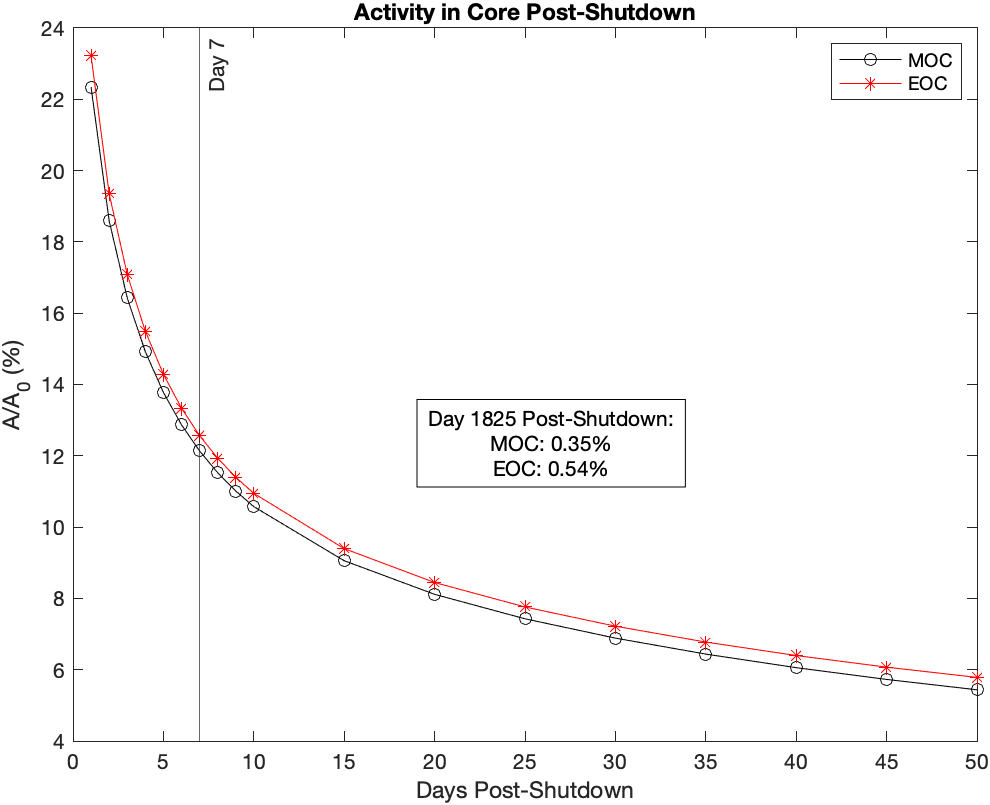 Activity in Core Post-Shutdown
24
22
20
18
16
14
12
10
8
6
4
A/A0 (%)
Day 7
MOC
EOC
Day 1825 Post-Shutdown:
MOC: 0.35%
EOC: 0.54%
0 5 10 15 20 25 30 35 40 45 50
Days Post-Shutdown